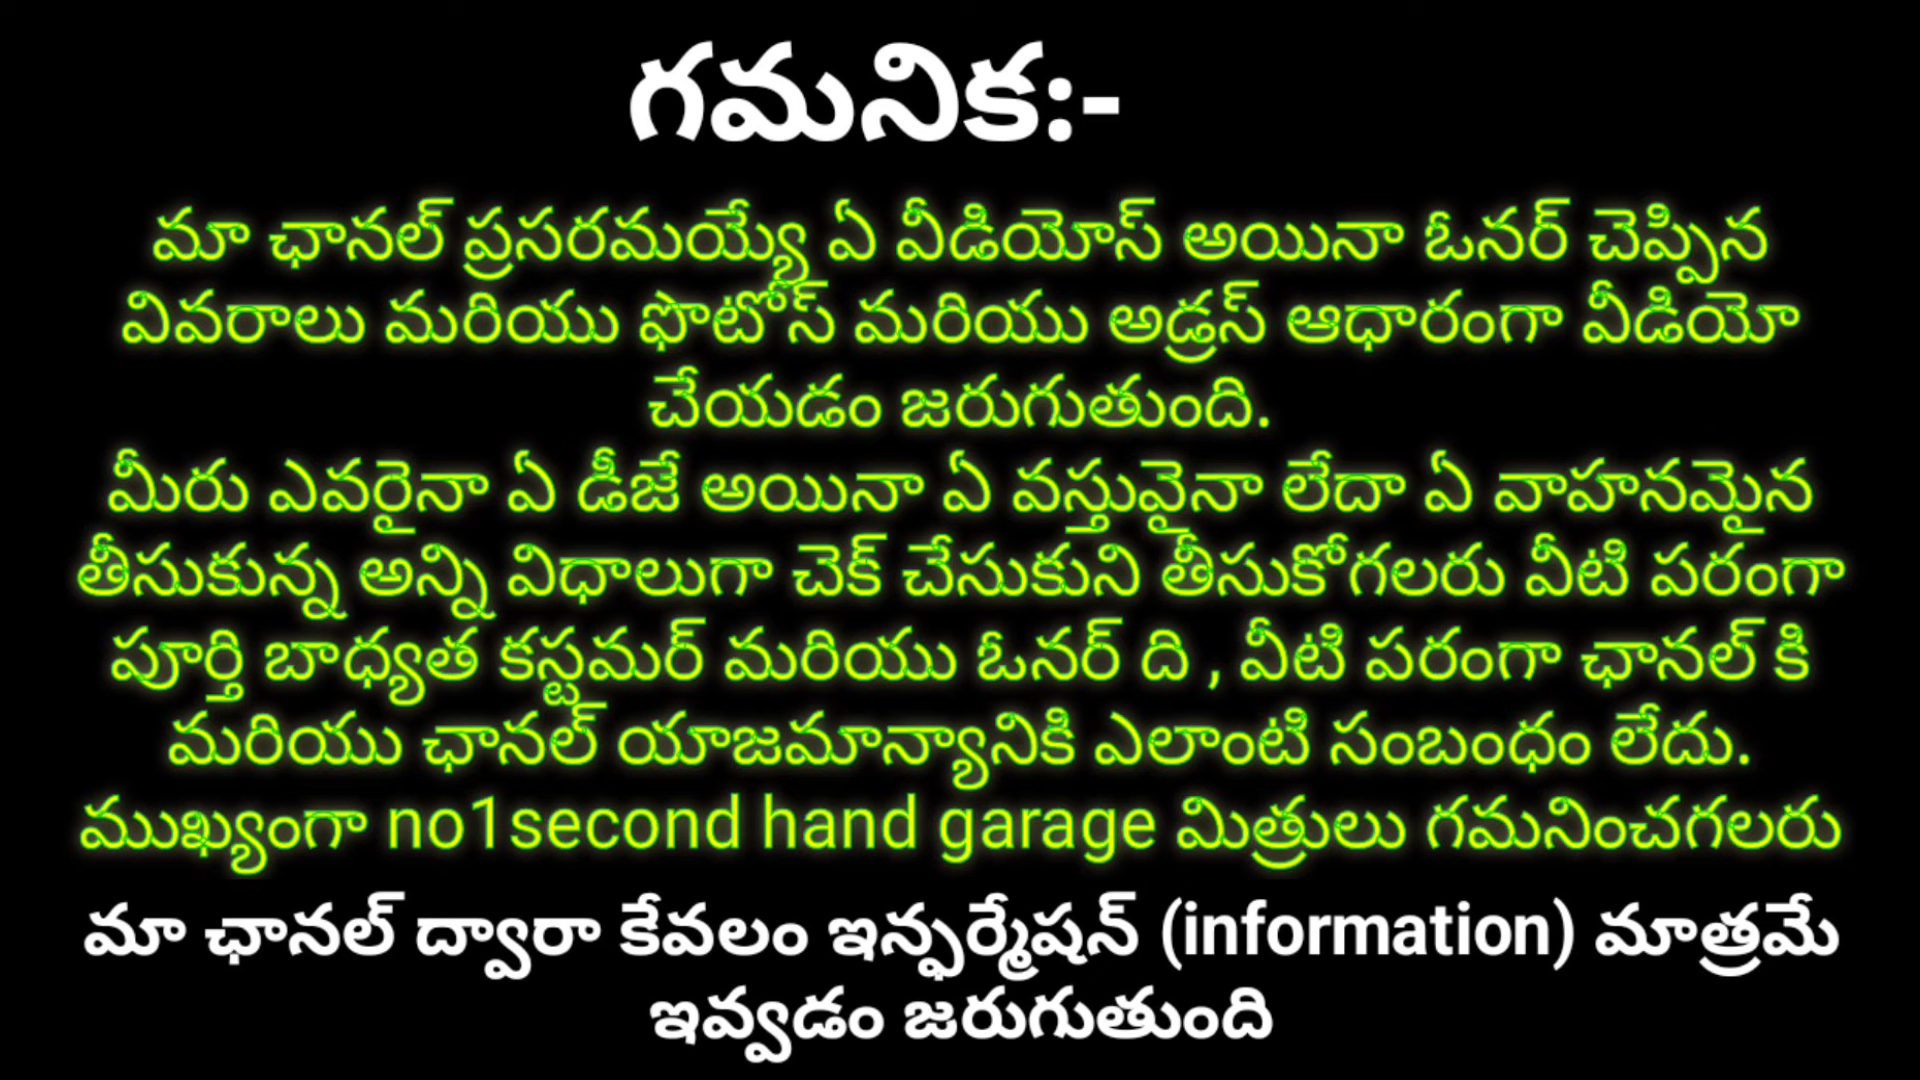 గమనిక:-
మా ఛానల్ ప్రసరమయ్యే ఏ వీడియోస్ అయినా ఓనర్ చెప్పిన
వివరాలు మరియు ఫొటోస్ మరియు అడ్రస్ ఆధారంగా వీడియో
చేయడం జరుగుతుంది.
మీరు ఎవరైనా ఏ డీజే అయినా ఏ వస్తువైనా లేదా ఏ వాహనమైన
తీసుకున్న అన్ని విధాలుగా చెక్ చేసుకుని తీసుకోగలరు వీటి పరంగా
పూర్తి బాధ్యత కస్టమర్ మరియు ఓనర్ ది , వీటి పరంగా ఛానల్ కి
మరియు ఛానల్ యాజమాన్యానికి ఎలాంటి సంబంధం లేదు.
ముఖ్యంగా no1second hand garage మిత్రులు గమనించగలరు
మా ఛానల్ ద్వారా కేవలం ఇన్ఫర్మేషన్ (information) మాత్రమే
ఇవ్వడం జరుగుతుంది